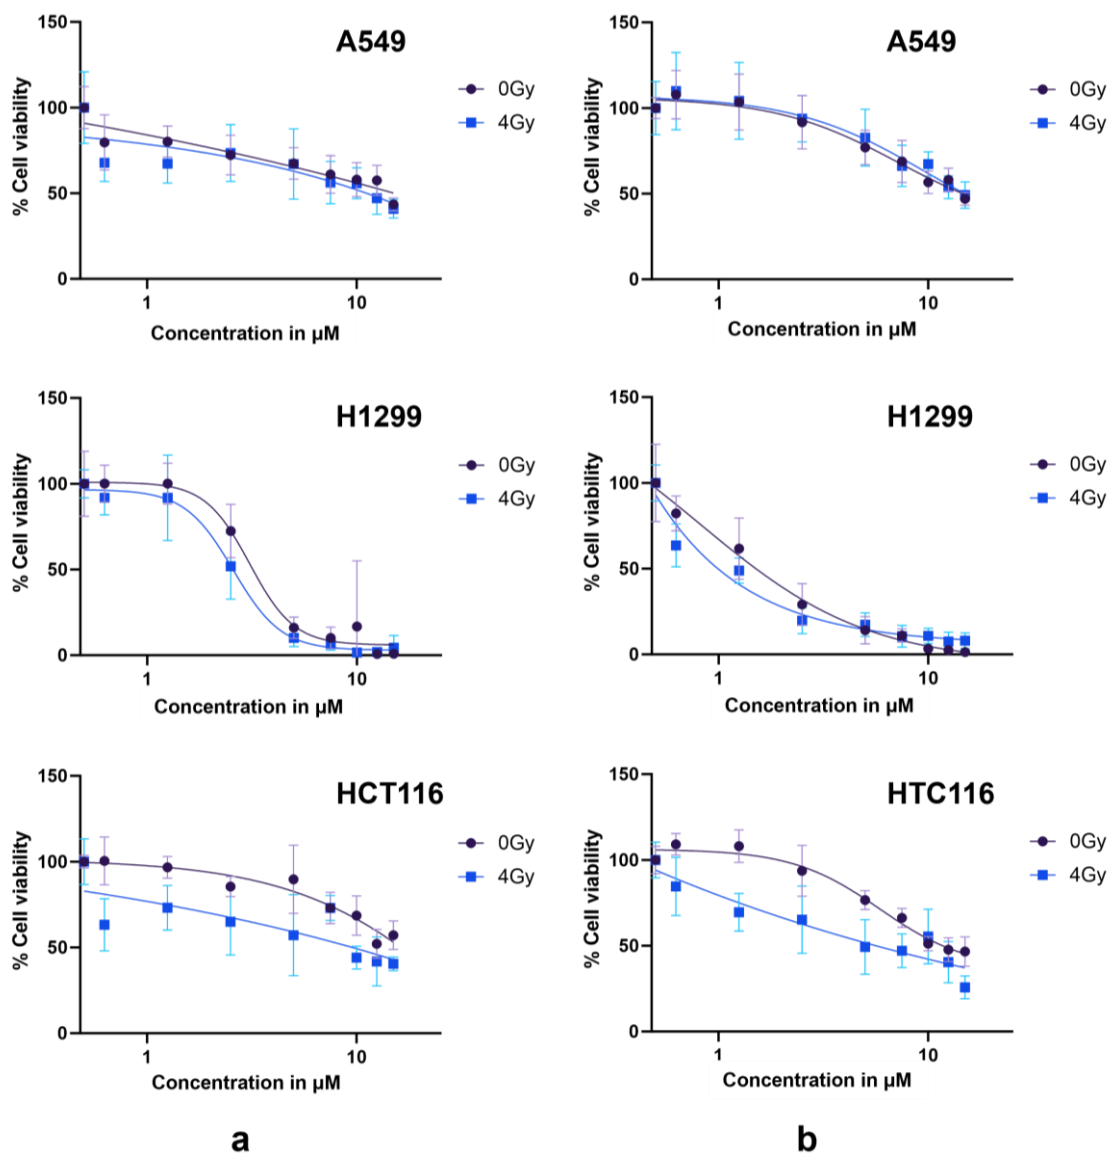 A549
% Cell viability
150
100
50
0
1
10
Concentration in µM
0Gy
4Gy
A549
% Cell viability
150
100
50
0
1
10
Concentration in µM
0Gy
4Gy
H1299
% Cell viability
150
100
50
0
1
10
Concentration in µM
0Gy
4Gy
H1299
% Cell viability
150
100
50
0
1
10
Concentration in µM
0Gy
4Gy
HCT116
% Cell viability
150
100
50
0
1
10
Concentration in µM
0Gy
4Gy
HTC116
% Cell viability
150
100
50
0
1
10
Concentration in µM
0Gy
4Gy
a
b